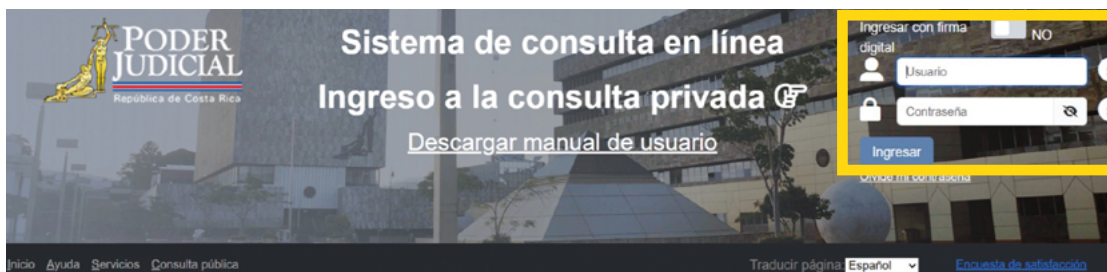 PODER
JUDICIAL
República de Costa Rica
Sistema de consulta en línea
Ingreso a la consulta privada
Descargar manual de usuario
Ingresar con firma digital
NO
Usuario
Contraseña
Ingresar
Olvidé mi contraseña
Inicio Ayuda Servicios Consulta pública
Traducir página: Español
Encuesta de satisfacción